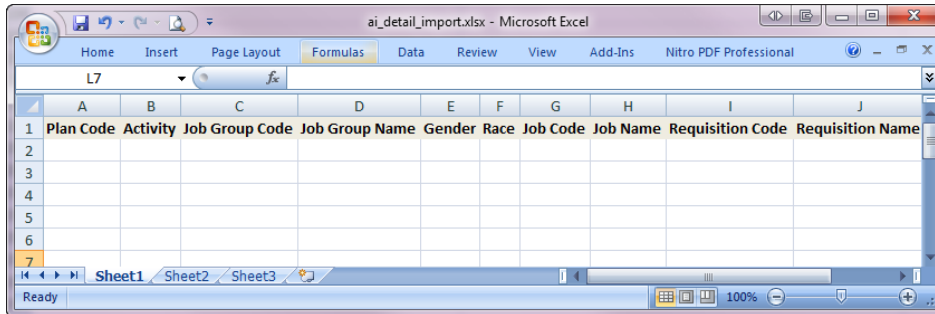 ai_detail_import.xlsx - Microsoft Excel
Home Insert Page Layout Formulas Data Review View Add-Ins Nitro PDF Professional
L7 fx
A B C D E F G H I J
1 Plan Code Activity Job Group Code Job Group Name Gender Race Job Code Job Name Requisition Code Requisition Name
2
3
4
5
6
7
Sheet1 Sheet2 Sheet3
Ready 100%